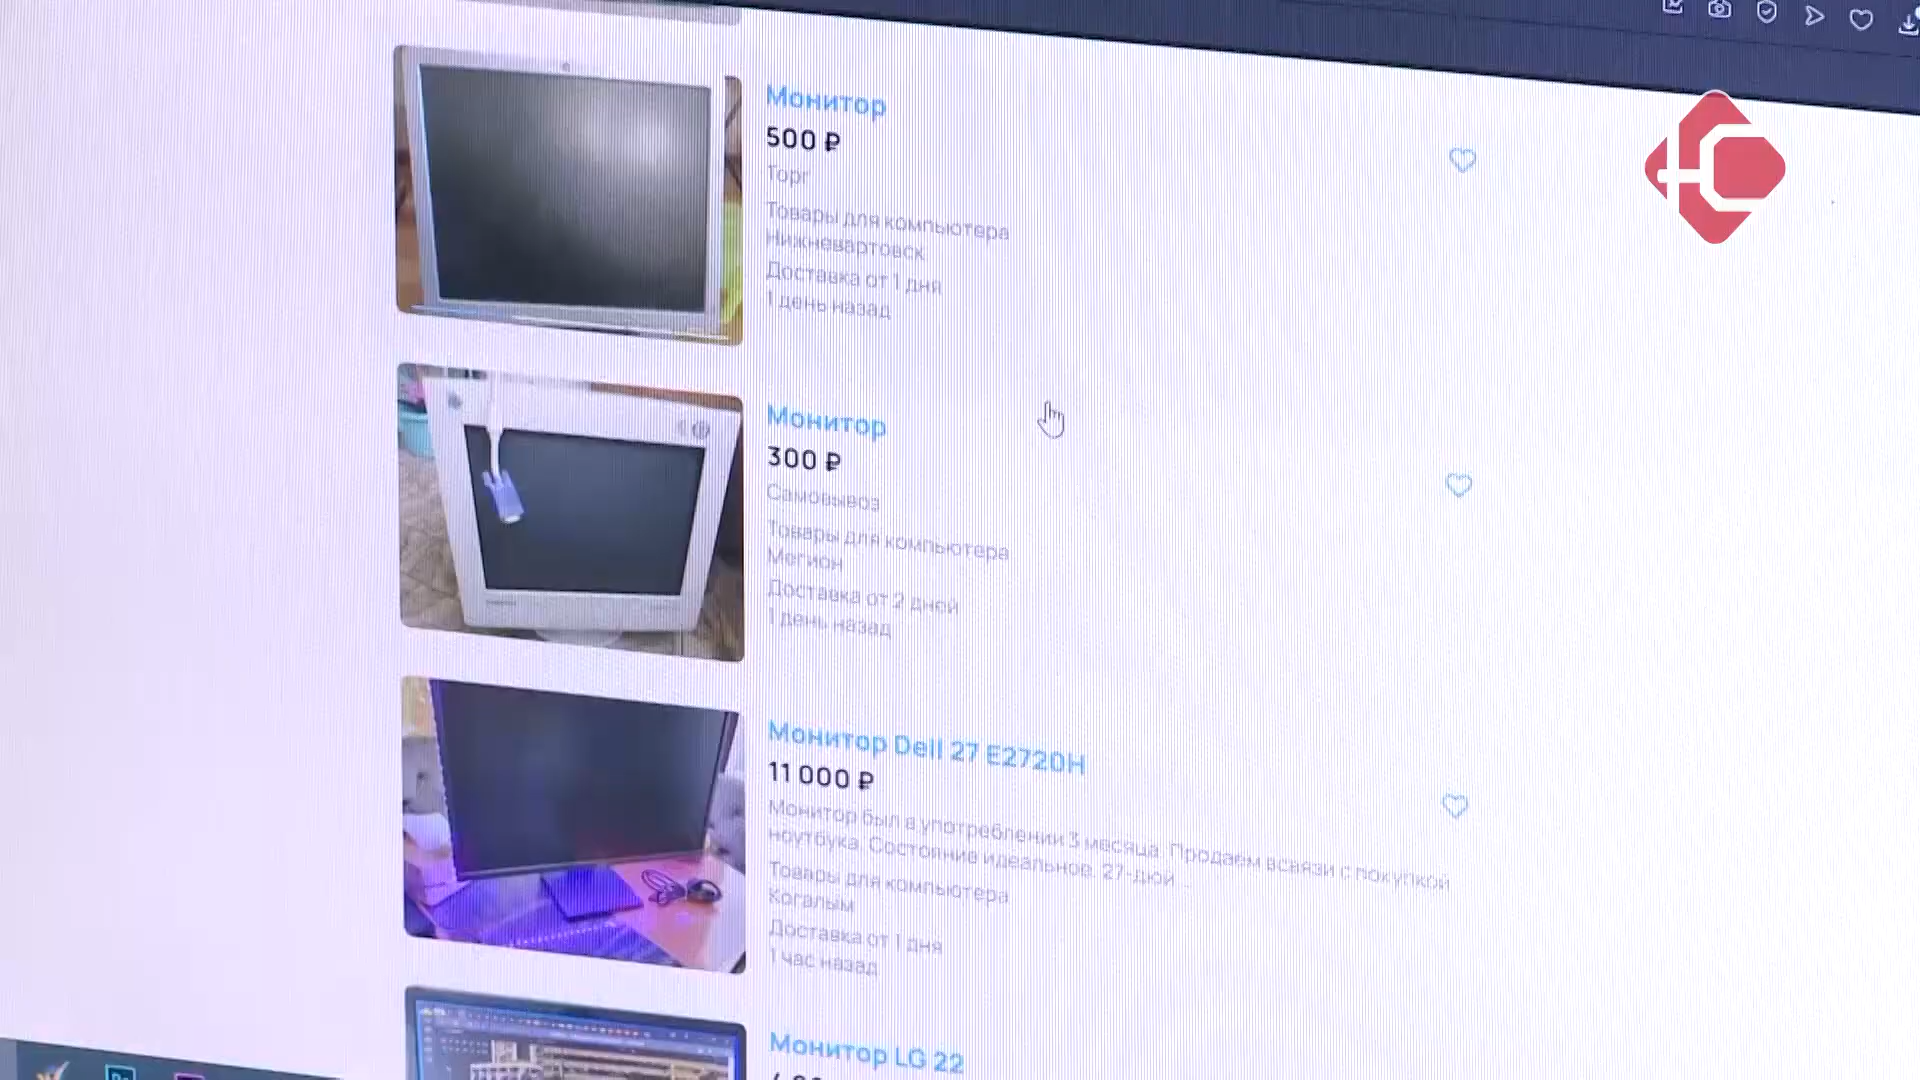 Монитор
500 ₽
Торг
Товары для компьютера
Нижневартовск
Доставка от 1 дня
1 день назад
Монитор
300 ₽
Самовывоз
Товары для компьютера
Мегион
Доставка от 2 дней
1 день назад
Монитор Dell 27 E2720H
11 000 ₽
Монитор был в употреблении 3 месяца. Продаем всвязи с покупкой
ноутбука. Состояние идеальное. 27-дюй ...
Товары для компьютера
Когалым
Доставка от 1 дня
1 час назад
Монитор LG 22